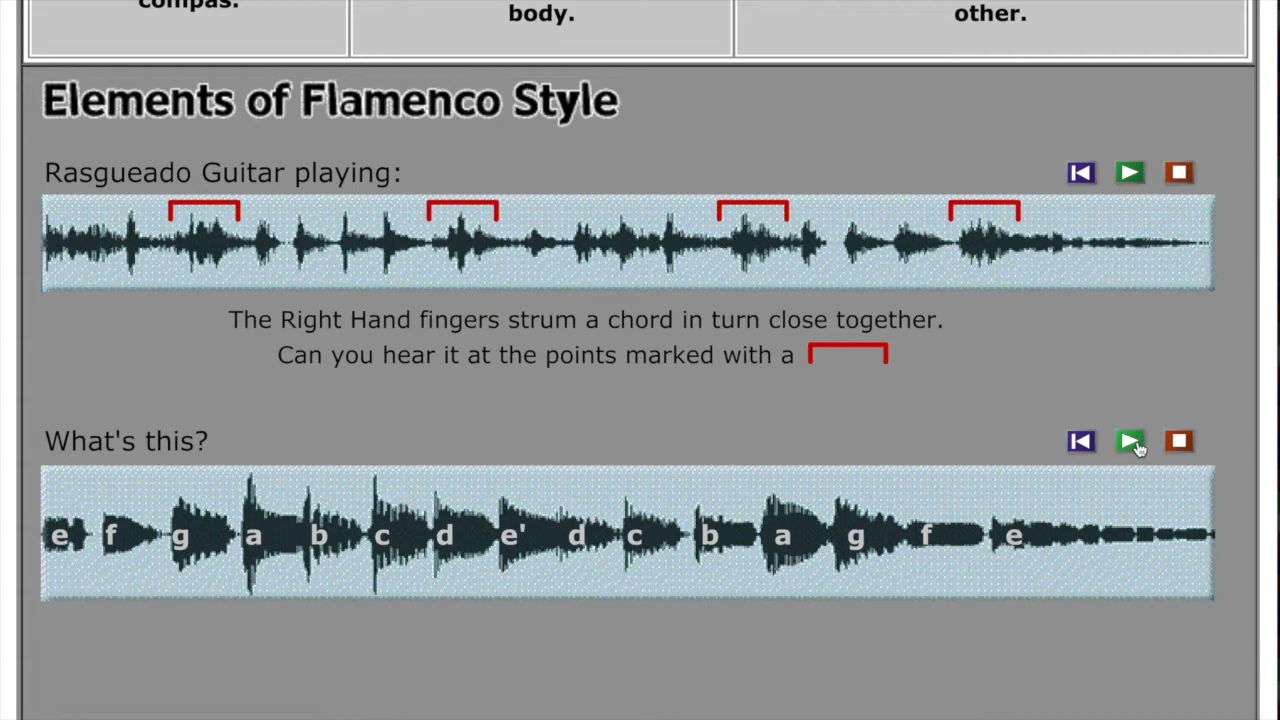 compas.
body.
other.
Elements of Flamenco Style
Rasgueado Guitar playing:
The Right Hand fingers strum a chord in turn close together.
Can you hear it at the points marked with a
What's this?
e f g a b c d e' d c b a g f e